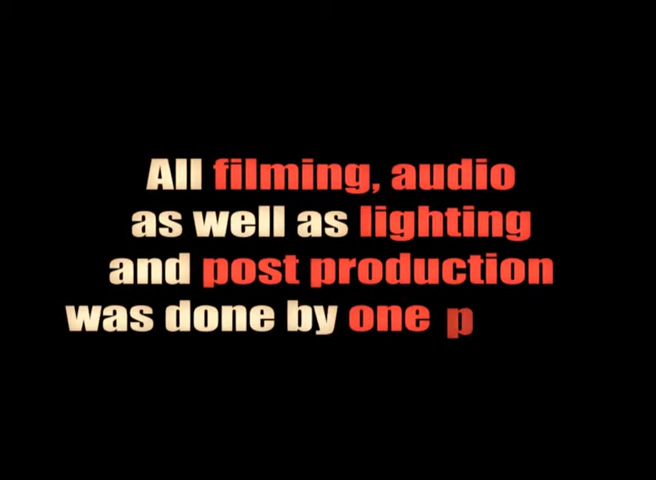 All filming, audio
as well as lighting
and post production
was done by one p